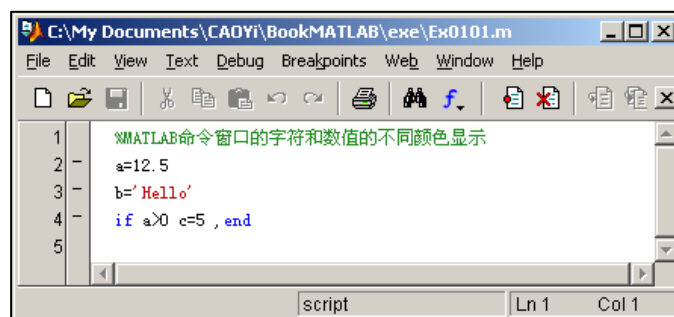 C:\My Documents\CAOYi\BookMATLAB\exe\Ex0101.m
File Edit View Text Debug Breakpoints Web Window Help
1 %MATLAB命令窗口的字符和数值的不同颜色显示
2 - a=12.5
3 - b='Hello'
4 - if a>0 c=5 ,end
5
script Ln 1 Col 1